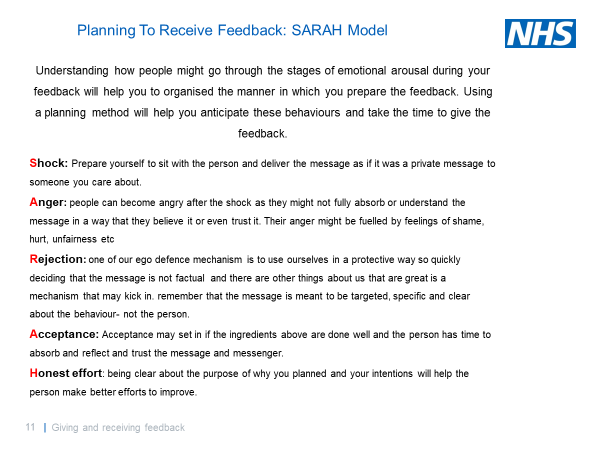 Planning To Receive Feedback: SARAH Model
NHS
Understanding how people might go through the stages of emotional arousal during your
feedback will help you to organised the manner in which you prepare the feedback. Using
a planning method will help you anticipate these behaviours and take the time to give the
feedback.
Shock: Prepare yourself to sit with the person and deliver the message as if it was a private message to
someone you care about.
Anger: people can become angry after the shock as they might not fully absorb or understand the
message in a way that they believe it or even trust it. Their anger might be fuelled by feelings of shame,
hurt, unfairness etc
Rejection: one of our ego defence mechanism is to use ourselves in a protective way so quickly
deciding that the message is not factual and there are other things about us that are great is a
mechanism that may kick in. remember that the message is meant to be targeted, specific and clear
about the behaviour- not the person.
Acceptance: Acceptance may set in if the ingredients above are done well and the person has time to
absorb and reflect and trust the message and messenger.
Honest effort: being clear about the purpose of why you planned and your intentions will help the
person make better efforts to improve.
11 | Giving and receiving feedback